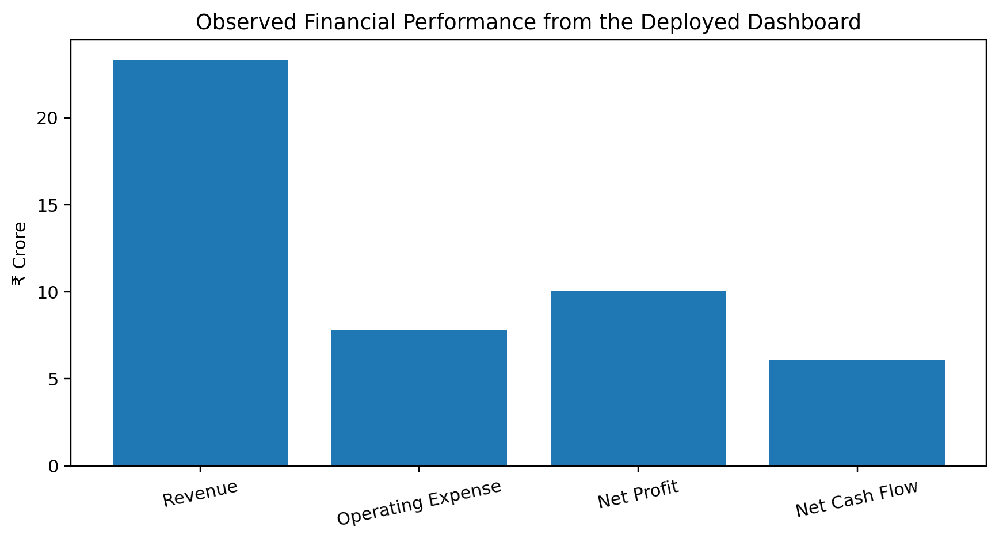 Observed Financial Performance from the Deployed Dashboard
₹ Crore
20
15
10
5
0
Revenue
Operating Expense
Net Profit
Net Cash Flow